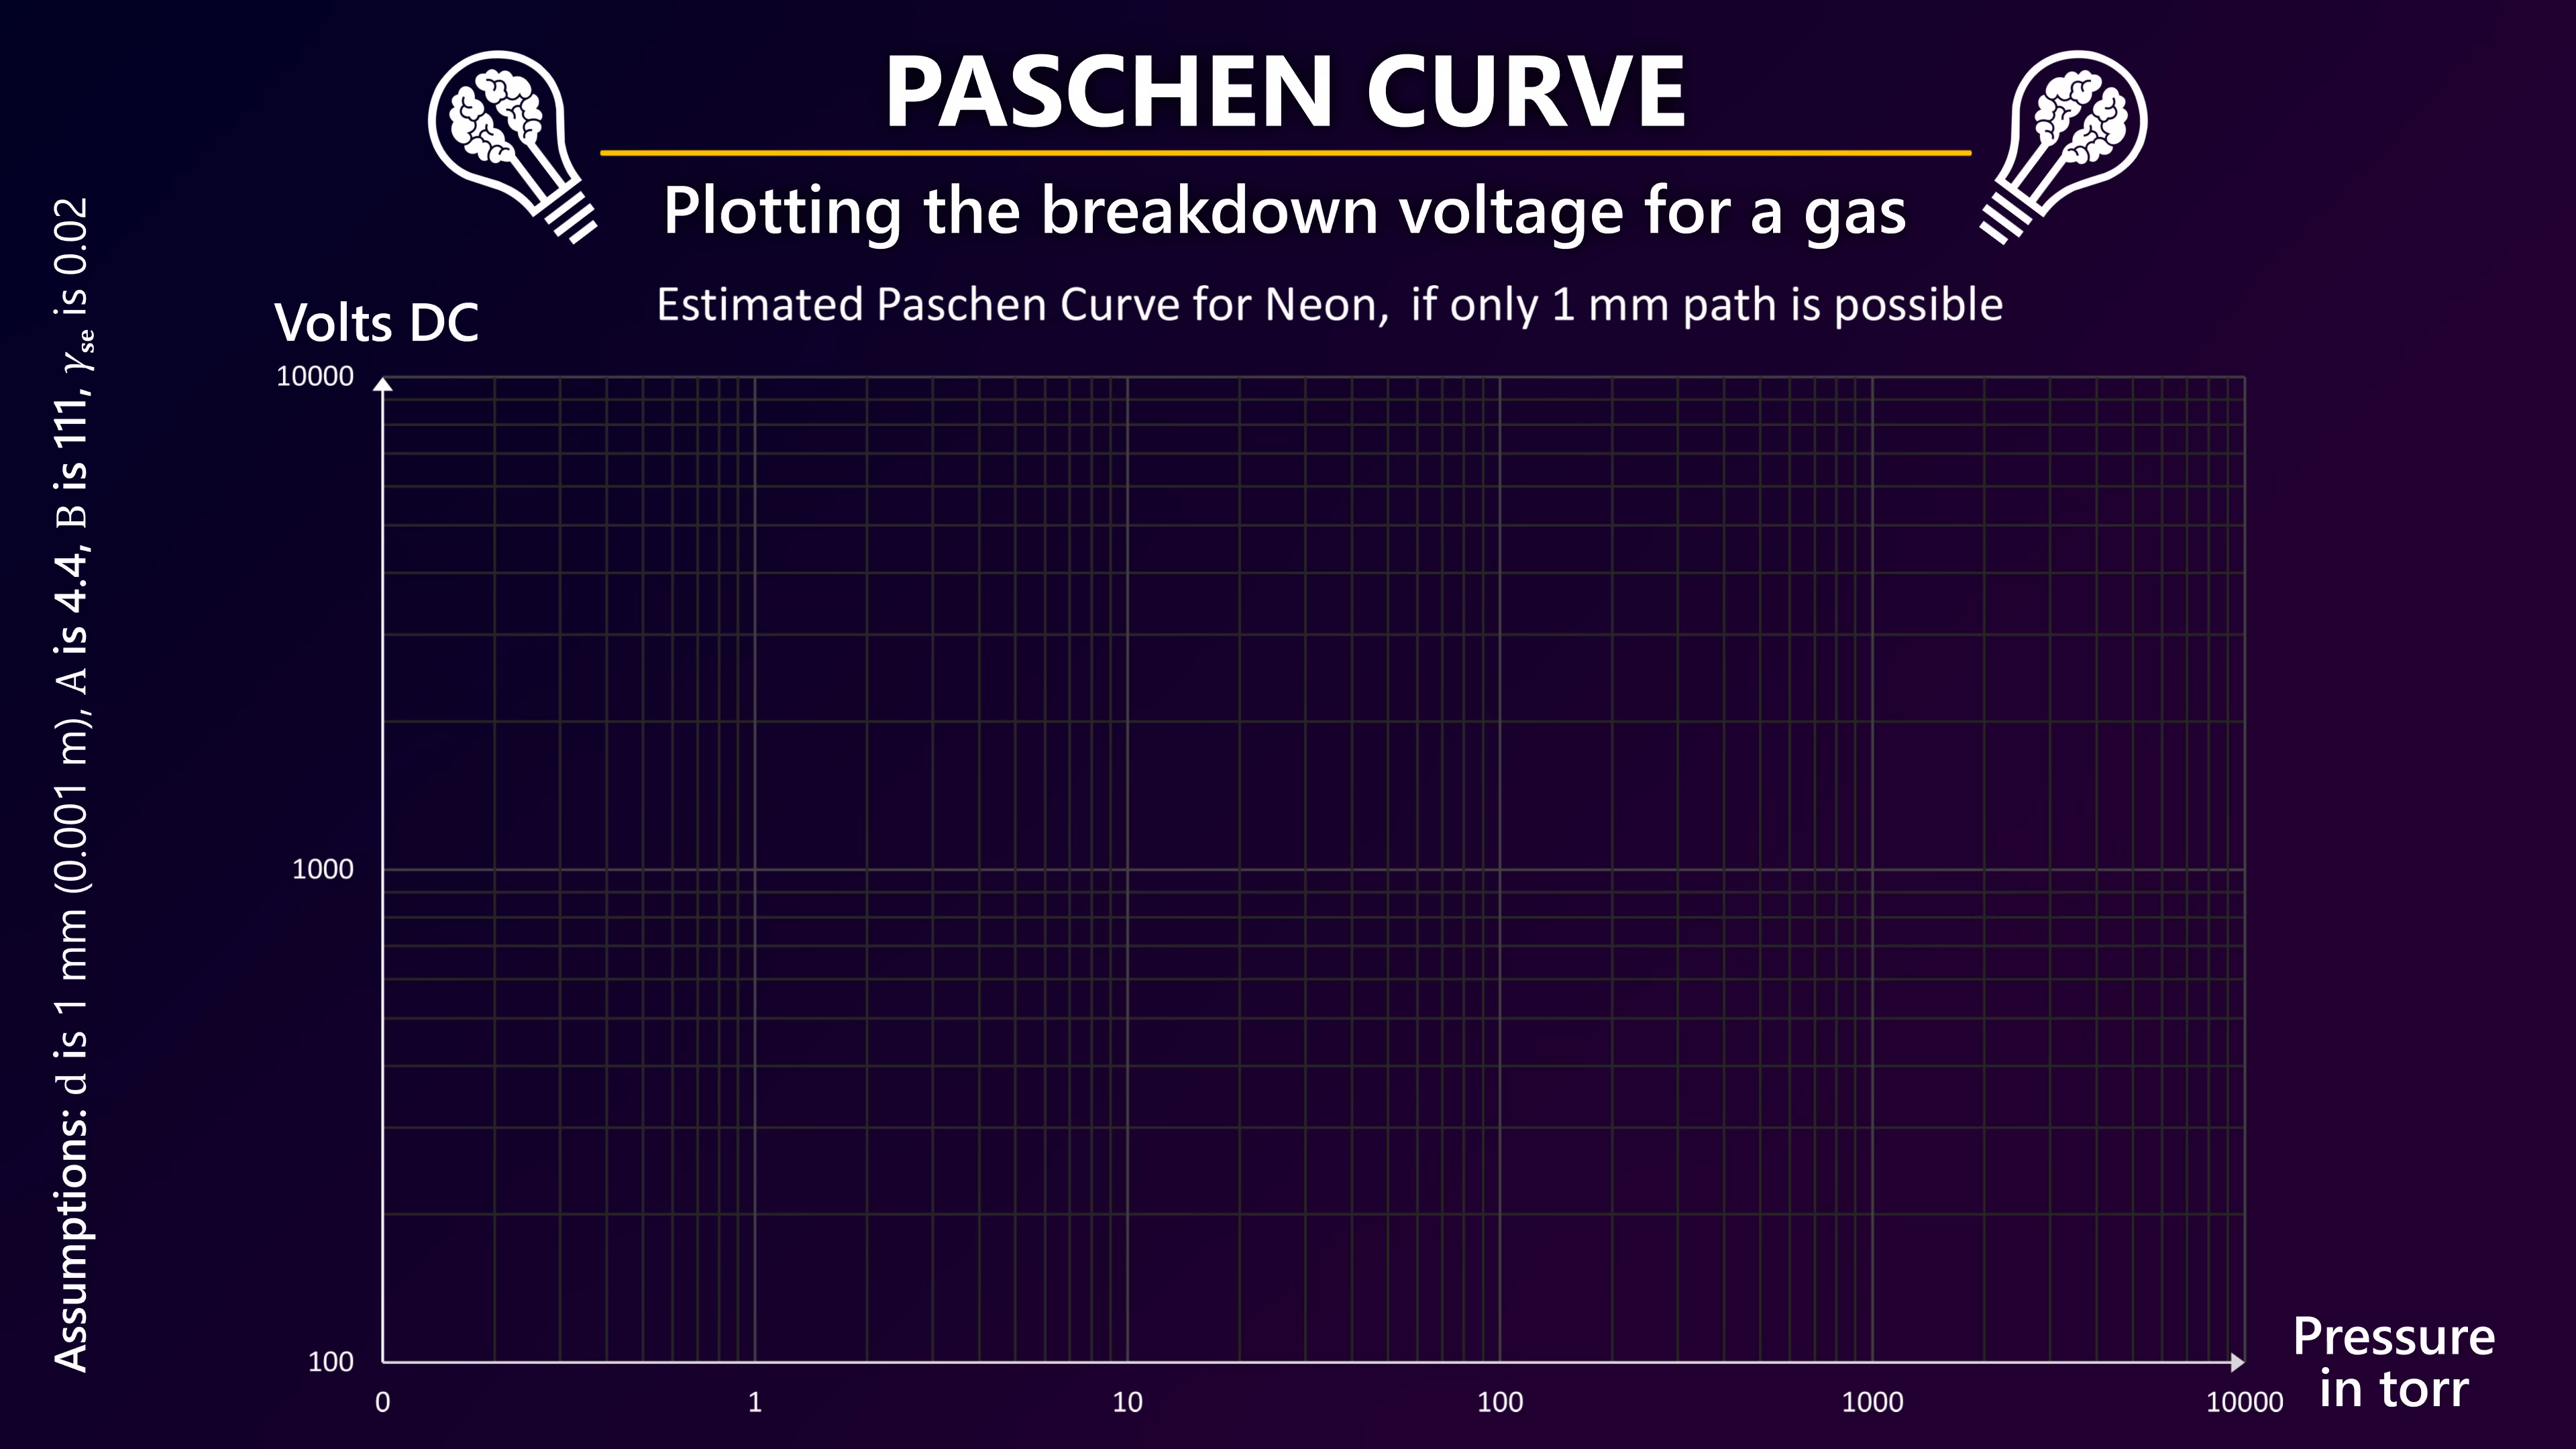 PASCHEN CURVE
Plotting the breakdown voltage for a gas
Estimated Paschen Curve for Neon, if only 1 mm path is possible
Volts DC
10000
1000
100
0 1 10 100 1000 10000
Pressure
in torr
Assumptions: d is 1 mm (0.001 m), A is 4.4, B is 111, γse is 0.02